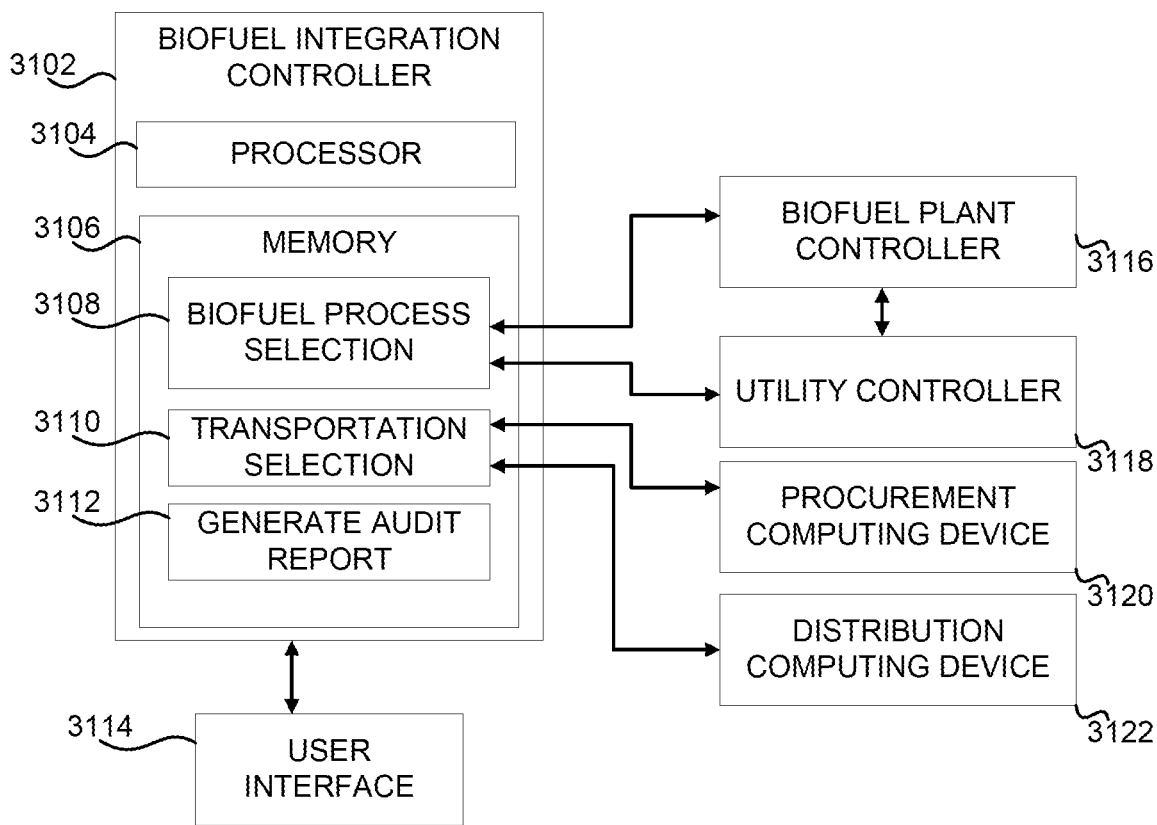 BIOFUEL INTEGRATION
CONTROLLER
3102
3104
PROCESSOR
3106
MEMORY
3108
BIOFUEL PROCESS
SELECTION
3110
TRANSPORTATION
SELECTION
3112
GENERATE AUDIT
REPORT
3114
USER
INTERFACE
BIOFUEL PLANT
CONTROLLER
3116
UTILITY CONTROLLER
3118
PROCUREMENT
COMPUTING DEVICE
3120
DISTRIBUTION
COMPUTING DEVICE
3122